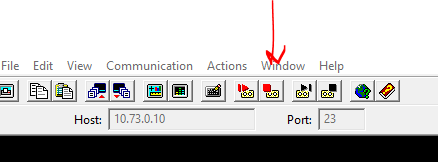 File Edit View Communication Actions Window Help
Host: 10.73.0.10 Port: 23